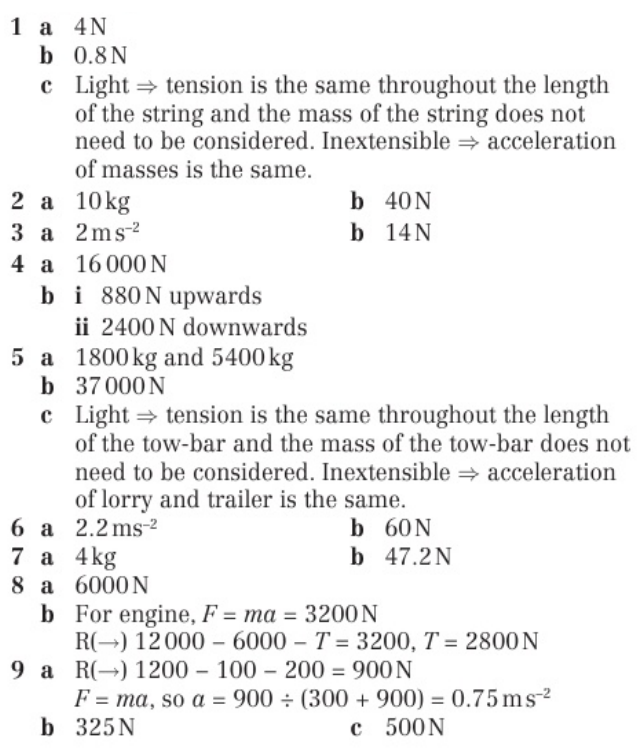 1 a 4 N
b 0.8 N
c Light ⇒ tension is the same throughout the length
of the string and the mass of the string does not
need to be considered. Inextensible ⇒ acceleration
of masses is the same.
2 a 10 kg b 40 N
3 a 2 m s⁻² b 14 N
4 a 16 000 N
b i 880 N upwards
ii 2400 N downwards
5 a 1800 kg and 5400 kg
b 37 000 N
c Light ⇒ tension is the same throughout the length
of the tow-bar and the mass of the tow-bar does not
need to be considered. Inextensible ⇒ acceleration
of lorry and trailer is the same.
6 a 2.2 ms⁻² b 60 N
7 a 4 kg b 47.2 N
8 a 6000 N
b For engine, F = ma = 3200 N
R(→) 12 000 – 6000 – T = 3200, T = 2800 N
9 a R(→) 1200 – 100 – 200 = 900 N
F = ma, so a = 900 ÷ (300 + 900) = 0.75 m s⁻²
b 325 N c 500 N